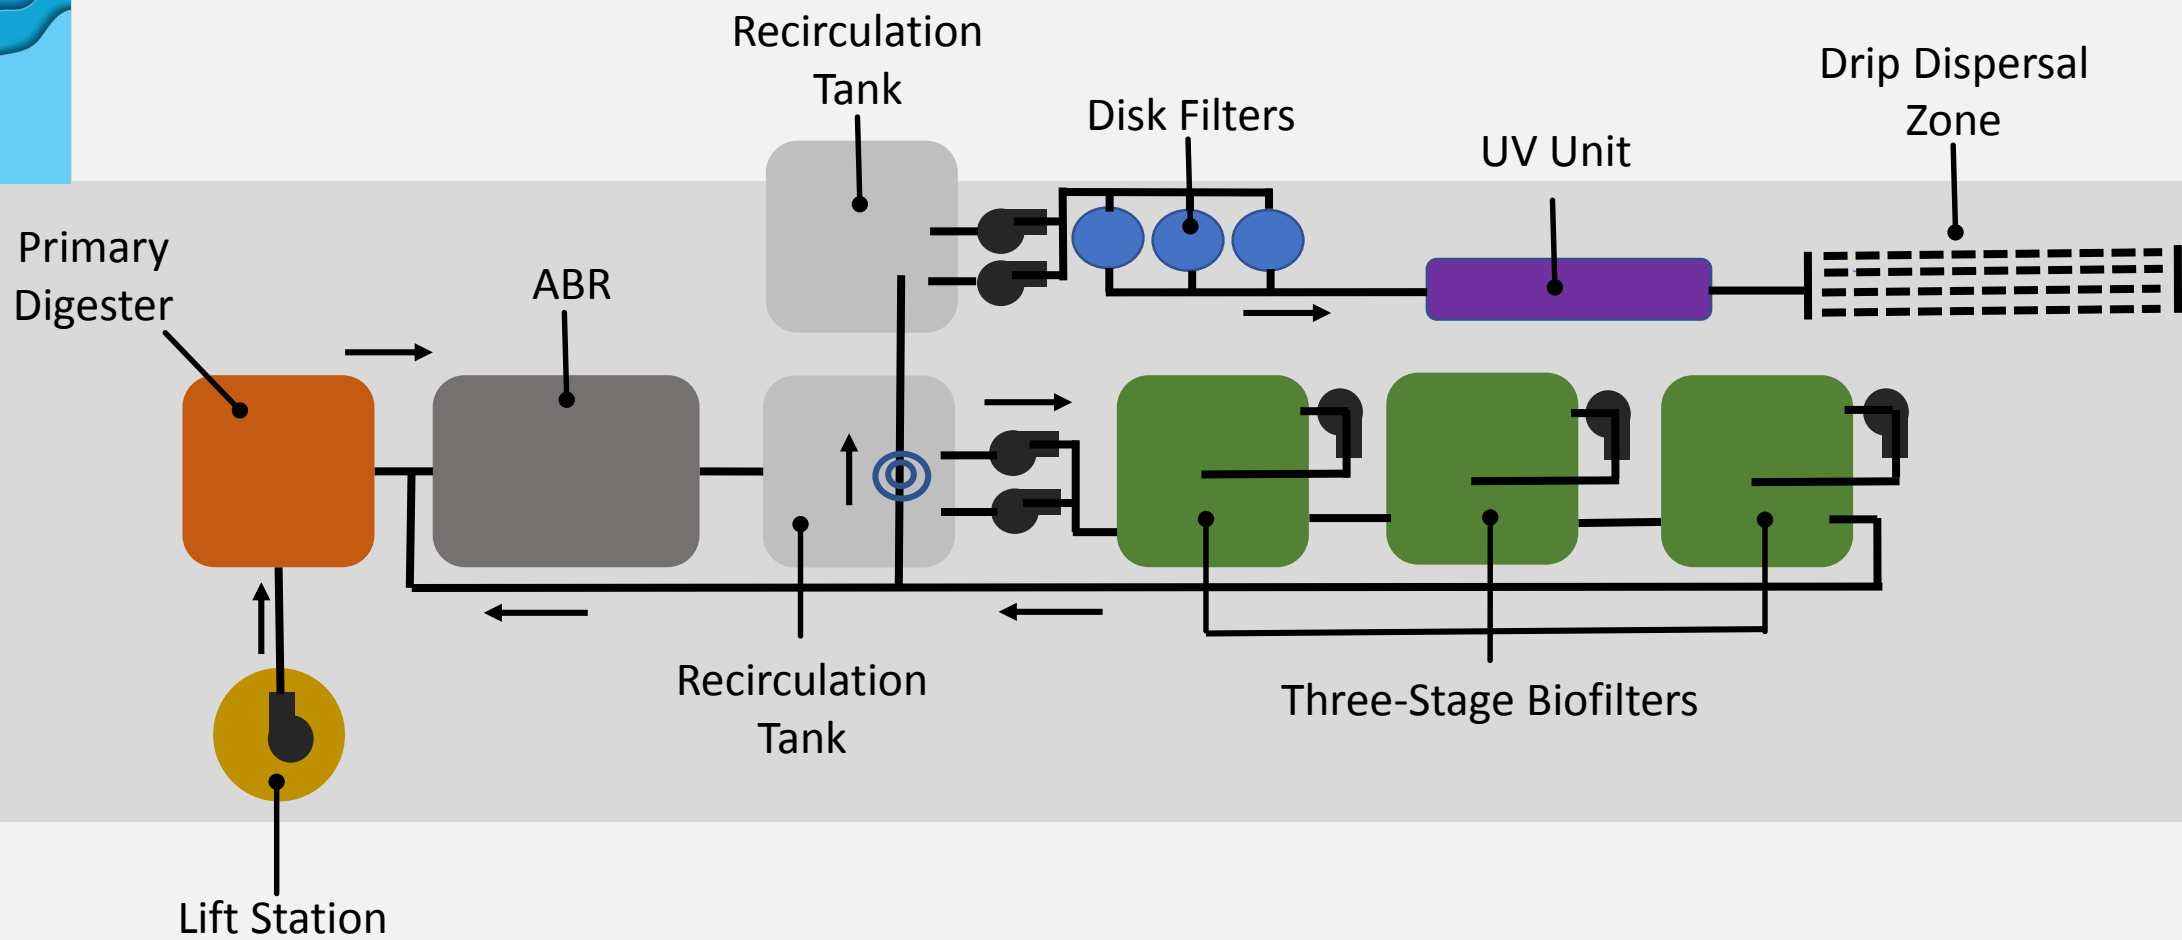 Recirculation
Tank
Disk Filters
UV Unit
Drip Dispersal
Zone
Primary
Digester
ABR
Recirculation
Tank
Three-Stage Biofilters
Lift Station